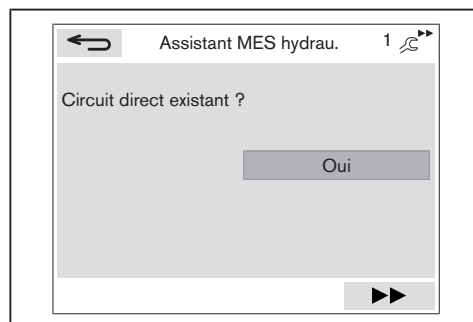 Assistant MES hydrau. 1
Circuit direct existant ?
Oui